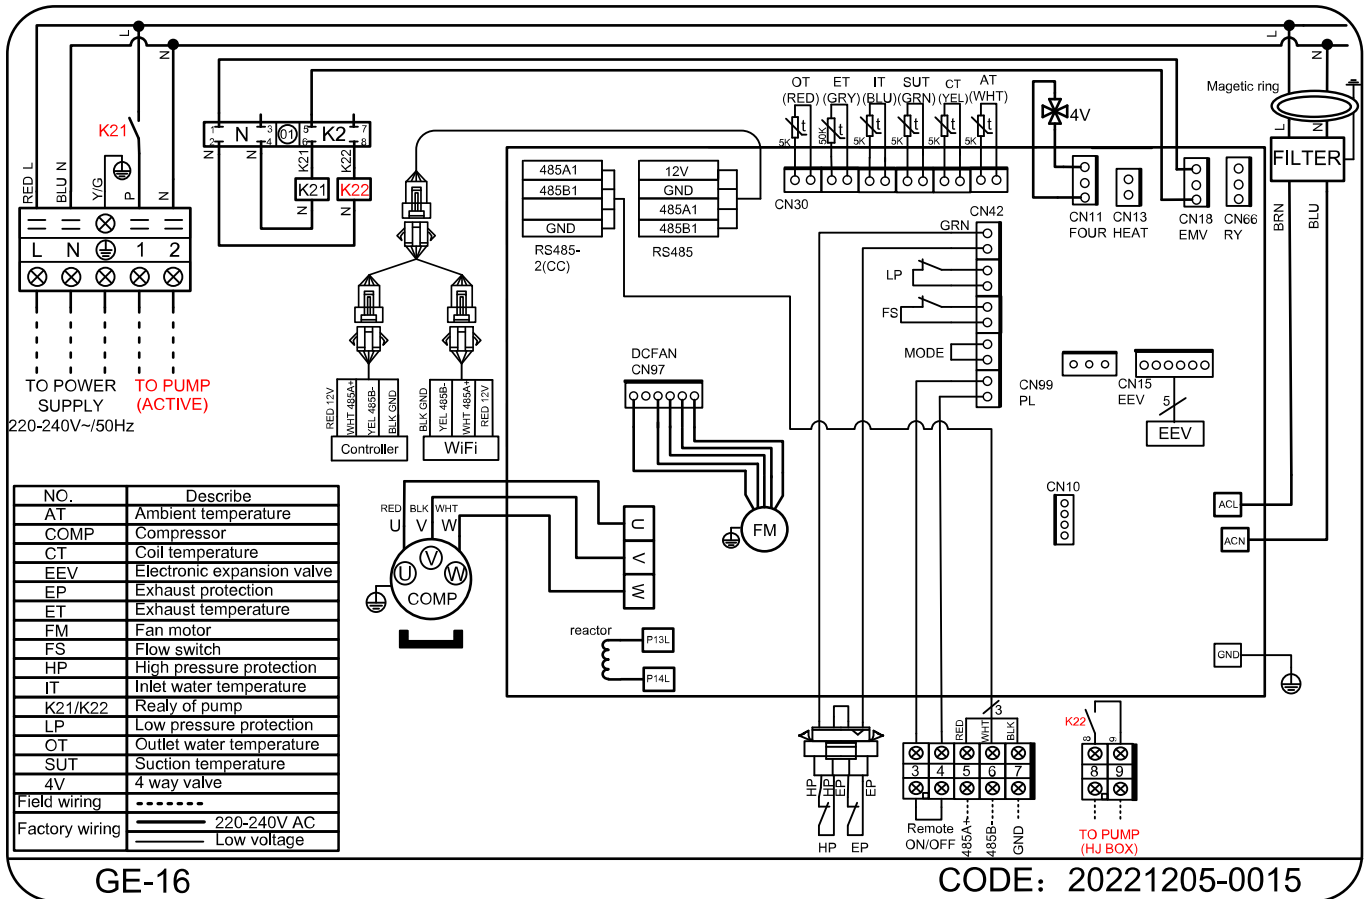 L
N
L
N
K21
RED L
BLU N
Y/G
P
N
L N 1 2
TO POWER
SUPPLY
220-240V~/50Hz
TO PUMP
(ACTIVE)
1 N 3 01 5 K2 7
2 4 6 8
N
N
K21
K22
K21
K22
N
N
485A1
485B1
GND
RS485-
2(CC)
12V
GND
485A1
485B1
RS485
OT
(RED)
ET
(GRY)
IT
(BLU)
SUT
(GRN)
CT
(YEL)
AT
(WHT)
t t t t t t
5K 50K 5K 5K 5K 5K
CN30
4V
CN11
FOUR
CN13
HEAT
CN18
EMV
CN66
RY
Magetic ring
L
N
FILTER
BRN
BLU
CN42
GRN
LP
FS
MODE
CN99
PL
CN15
EEV
5
EEV
CN10
DCFAN
CN97
FM
ACL
ACN
GND
RED 12V
WHT 485A+
YEL 485B-
BLK GND
Controller
BLK GND
YEL 485B-
WHT 485A+
RED 12V
WiFi
RED BLK WHT
U V W
U V W
COMP
U
V
W
reactor
P13L
P14L
HP
HP
EP
EP
HP EP
3
RED
WHT
BLK
3 4 5 6 7
Remote
ON/OFF
485A+
485B-
GND
K22
8
9
8 9
TO PUMP
(HJ BOX)
NO. Describe
AT Ambient temperature
COMP Compressor
CT Coil temperature
EEV Electronic expansion valve
EP Exhaust protection
ET Exhaust temperature
FM Fan motor
FS Flow switch
HP High pressure protection
IT Inlet water temperature
K21/K22 Realy of pump
LP Low pressure protection
OT Outlet water temperature
SUT Suction temperature
4V 4 way valve
Field wiring
Factory wiring 220-240V AC
Low voltage
GE-16
CODE：20221205-0015